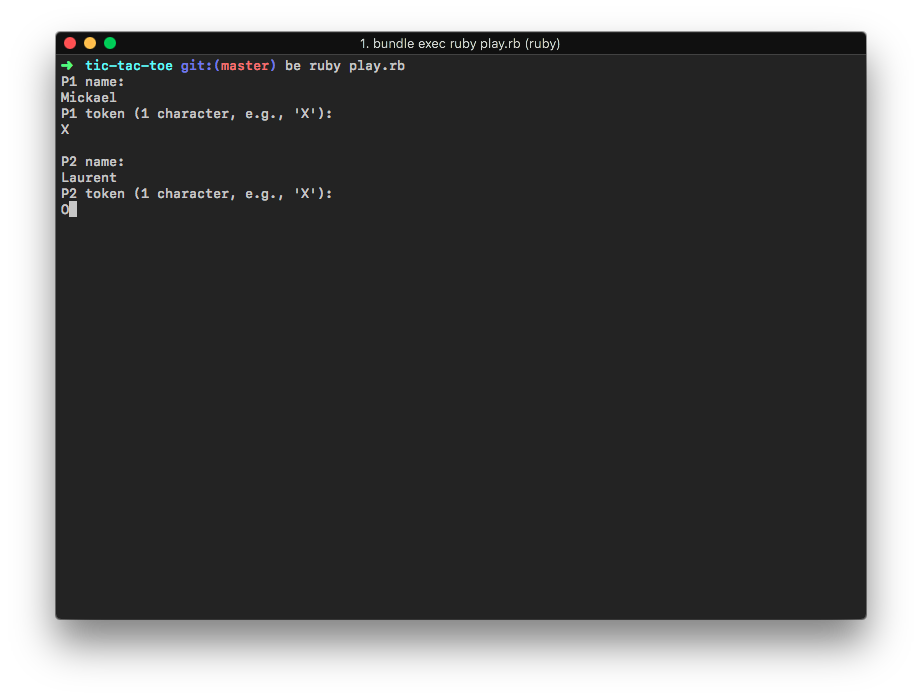 1. bundle exec ruby play.rb (ruby)
➜ tic-tac-toe git:(master) be ruby play.rb
P1 name:
Mickael
P1 token (1 character, e.g., 'X'):
X
P2 name:
Laurent
P2 token (1 character, e.g., 'X'):
O